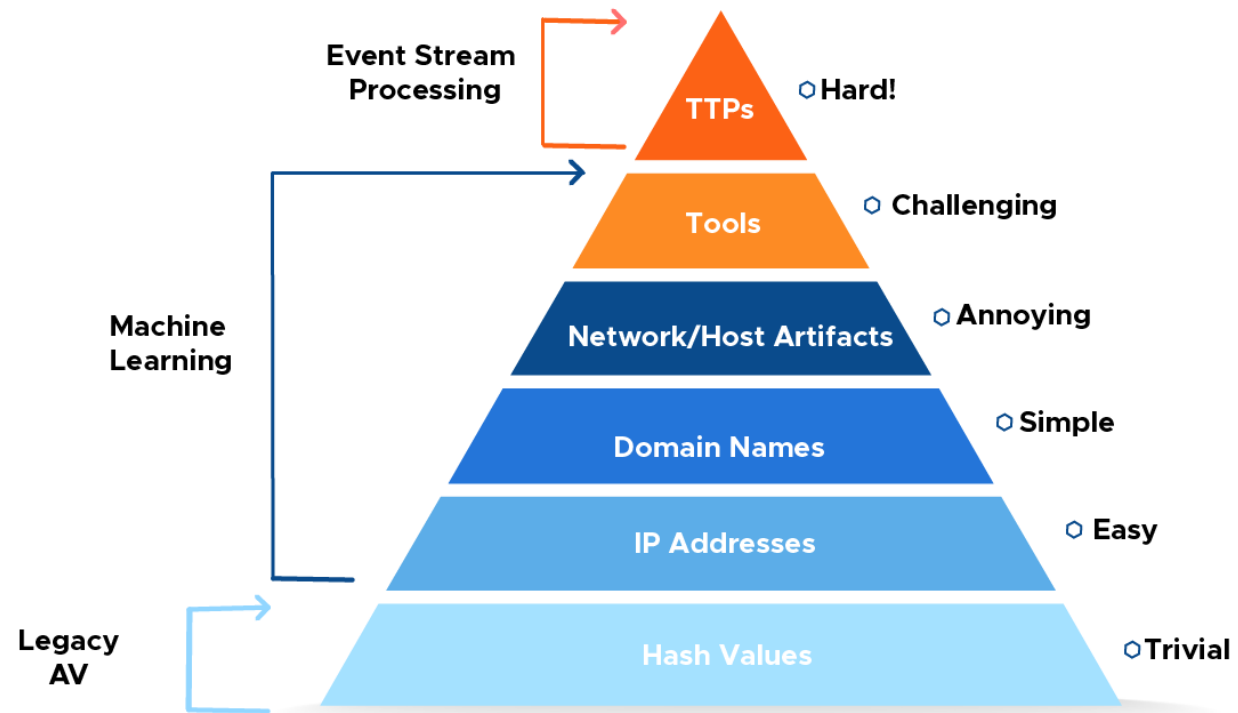 Event Stream
Processing
TTPs
Hard!
Tools
Challenging
Machine
Learning
Network/Host Artifacts
Annoying
Domain Names
Simple
IP Addresses
Easy
Legacy
AV
Hash Values
Trivial